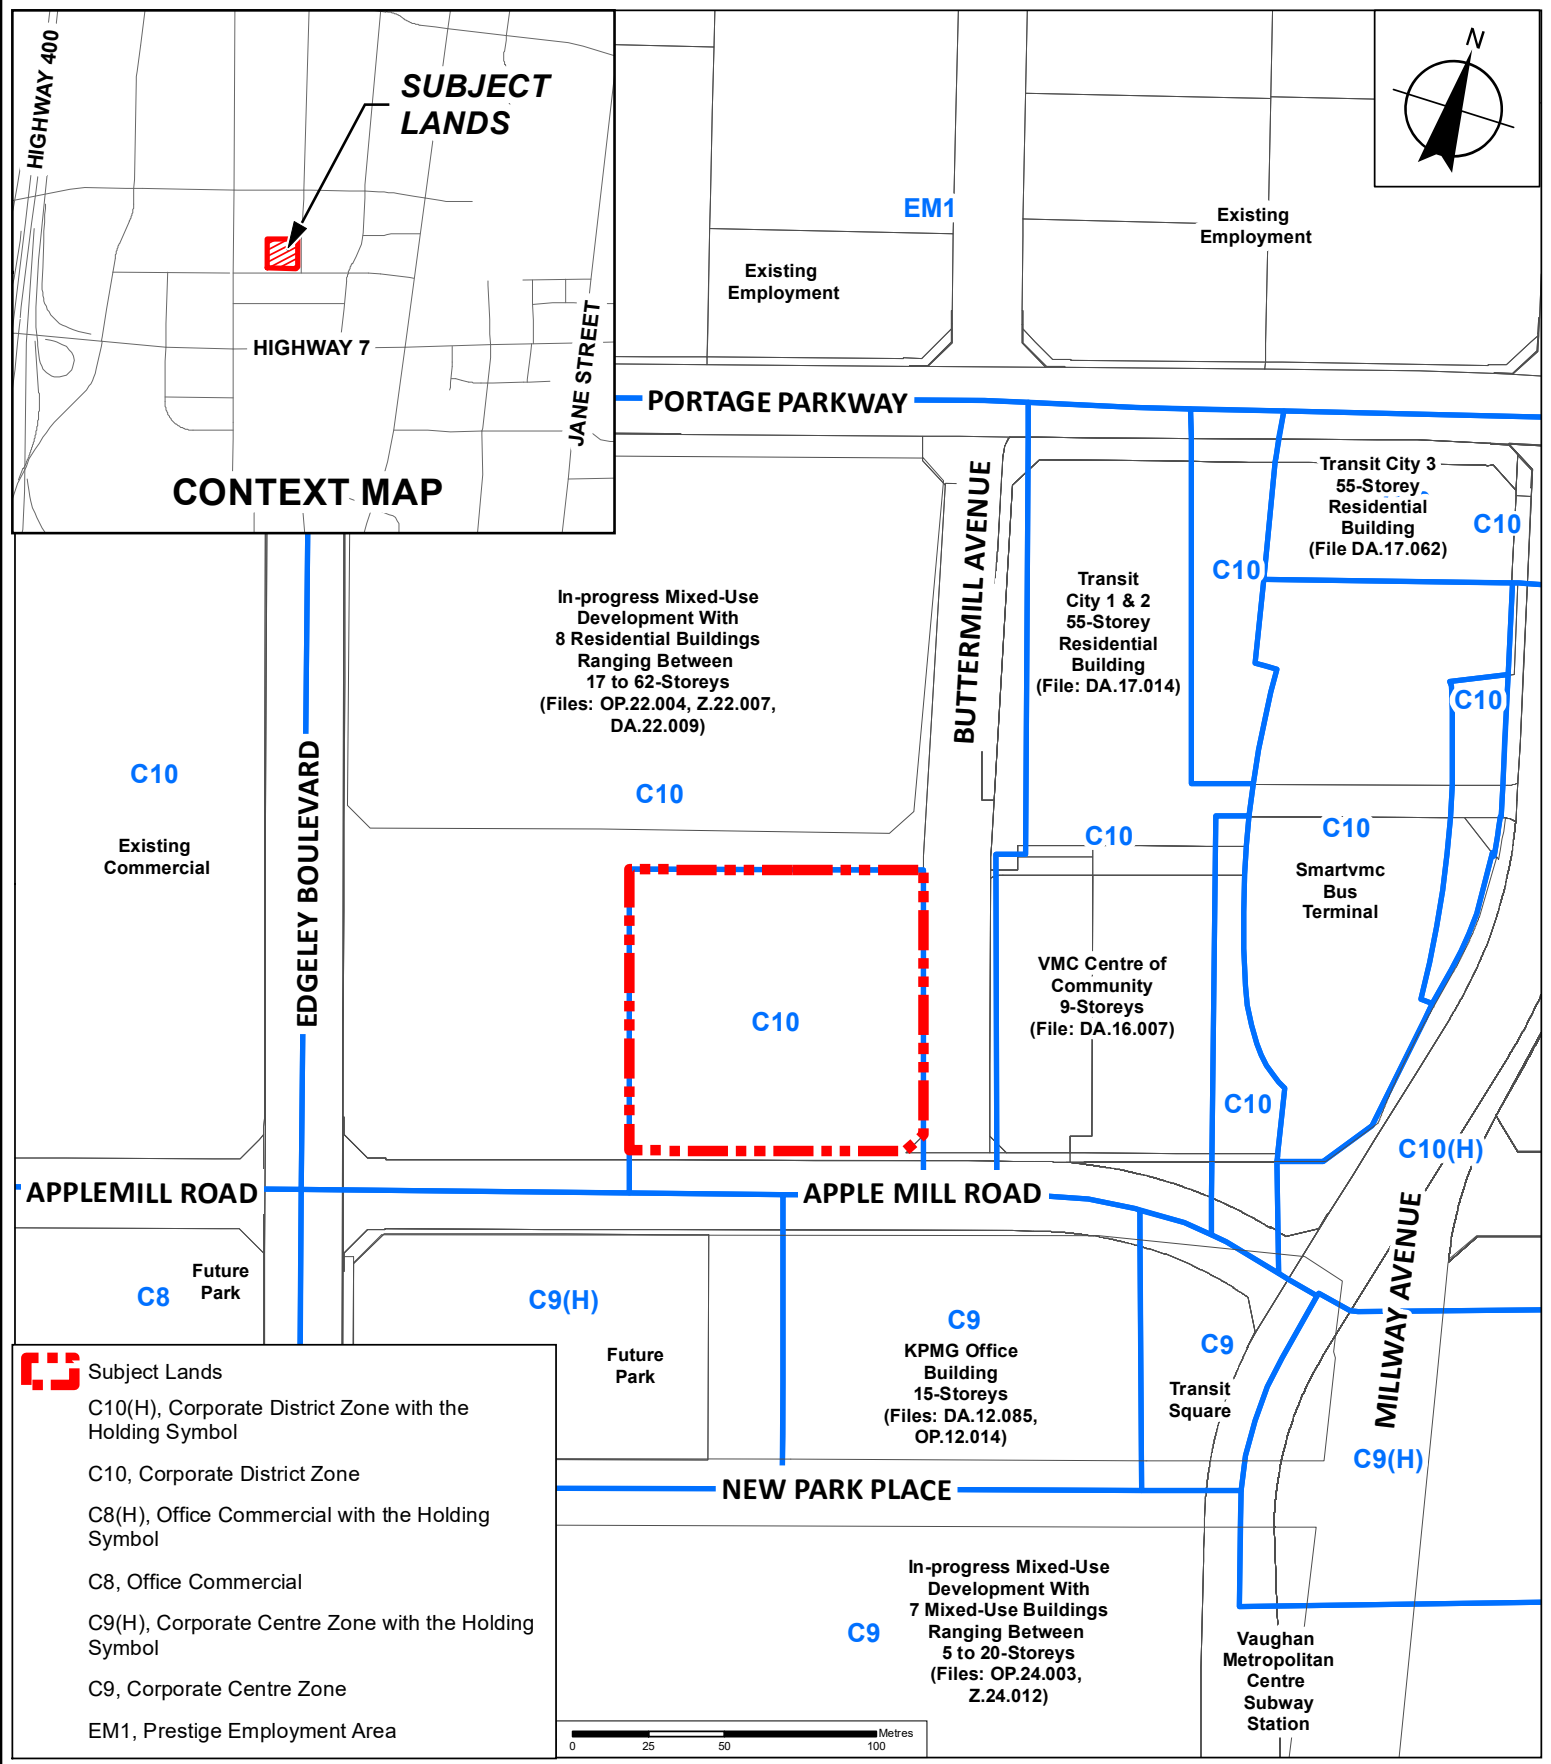 HIGHWAY 400
SUBJECT
LANDS
HIGHWAY 7
JANE STREET
CONTEXT MAP
N
EM1
Existing
Employment
Existing
Employment
PORTAGE PARKWAY
BUTTERMILL AVENUE
Transit City 3
55-Storey
Residential
Building
(File DA.17.062)
C10
C10
Transit
City 1 & 2
55-Storey
Residential
Building
(File: DA.17.014)
In-progress Mixed-Use
Development With
8 Residential Buildings
Ranging Between
17 to 62-Storeys
(Files: OP.22.004, Z.22.007,
DA.22.009)
C10
C10
C10
Existing
Commercial
EDGELEY BOULEVARD
C10
C10
Smartvmc
Bus
Terminal
VMC Centre of
Community
9-Storeys
(File: DA.16.007)
C10
C10
C10(H)
APPLEMILL ROAD
APPLE MILL ROAD
MILLWAY AVENUE
C8
Future
Park
C9(H)
Future
Park
C9
KPMG Office
Building
15-Storeys
(Files: DA.12.085,
OP.12.014)
C9
Transit
Square
C9(H)
NEW PARK PLACE
C9
In-progress Mixed-Use
Development With
7 Mixed-Use Buildings
Ranging Between
5 to 20-Storeys
(Files: OP.24.003,
Z.24.012)
Vaughan
Metropolitan
Centre
Subway
Station
Subject Lands
C10(H), Corporate District Zone with the
Holding Symbol
C10, Corporate District Zone
C8(H), Office Commercial with the Holding
Symbol
C8, Office Commercial
C9(H), Corporate Centre Zone with the Holding
Symbol
C9, Corporate Centre Zone
EM1, Prestige Employment Area
Metres
0 25 50 100